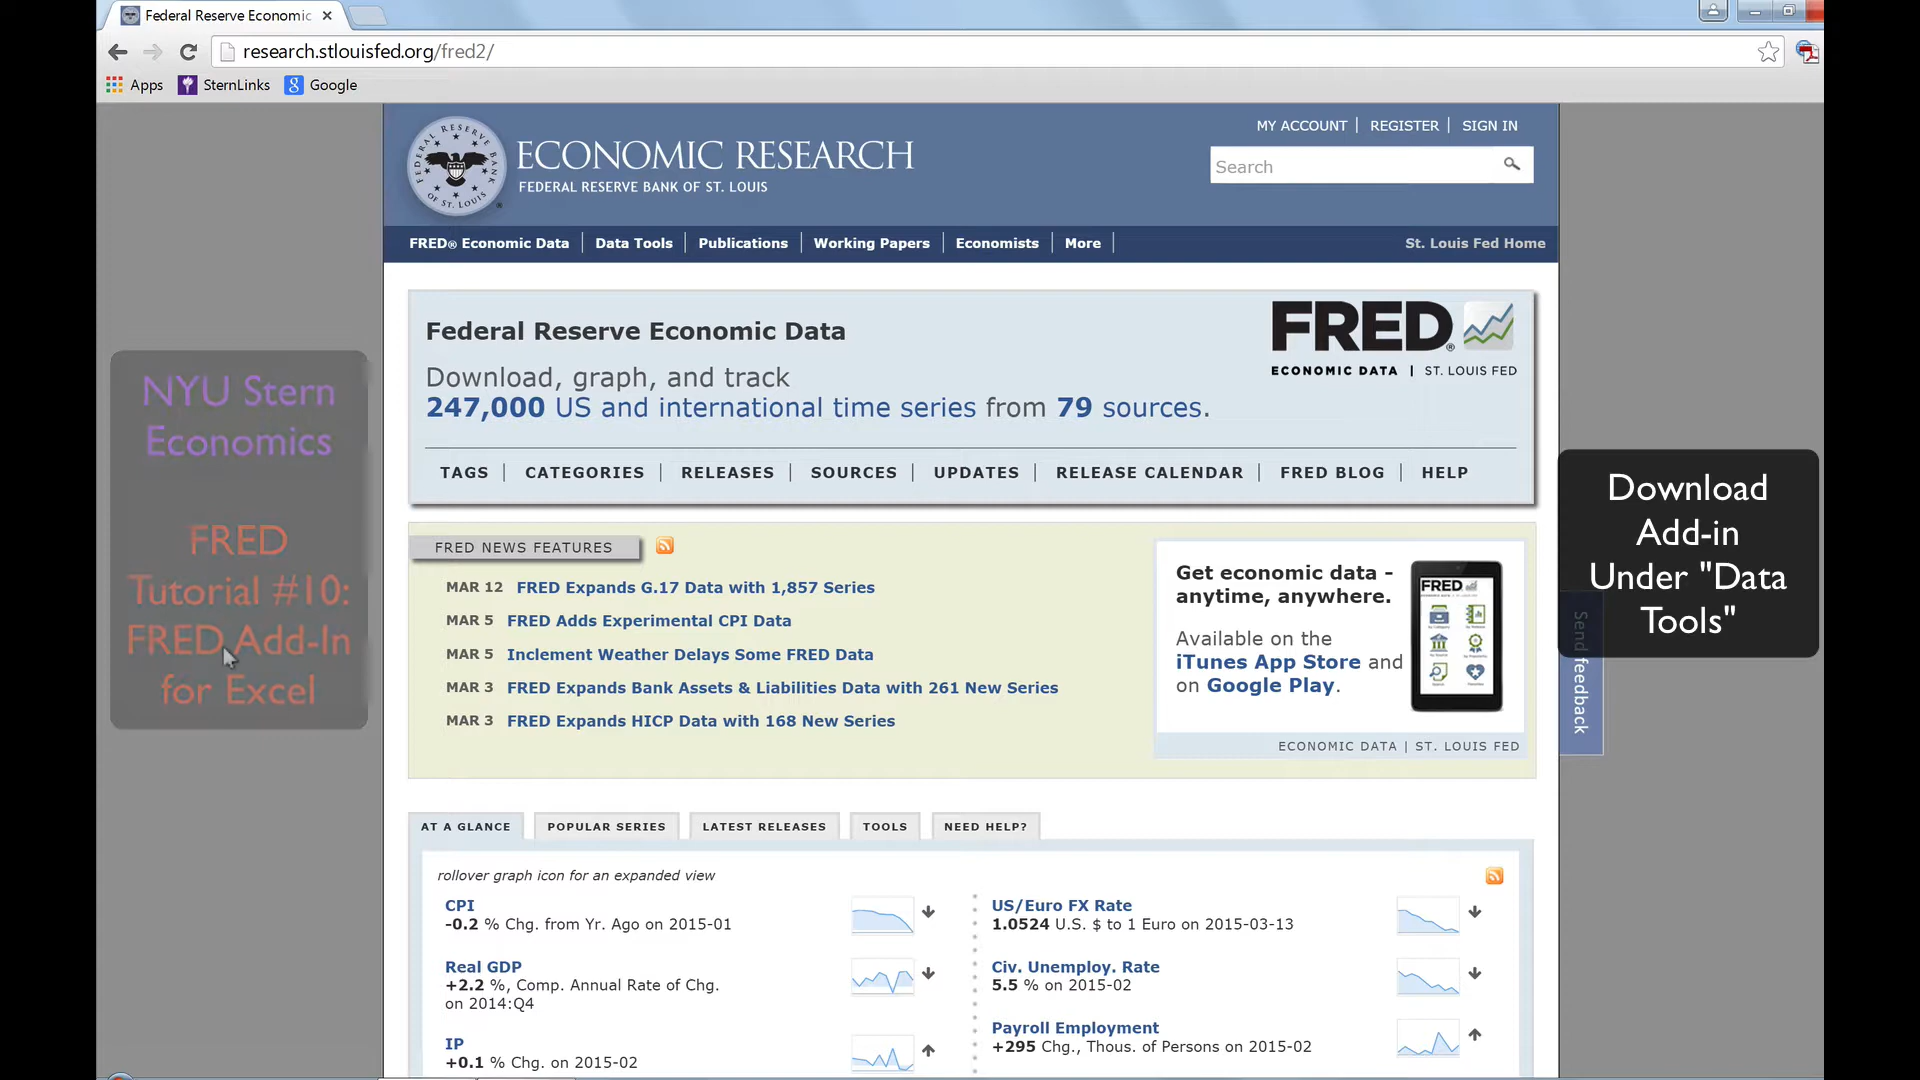 Federal Reserve Economic
research.stlouisfed.org/fred2/
Apps SternLinks Google
ECONOMIC RESEARCH
FEDERAL RESERVE BANK OF ST. LOUIS
MY ACCOUNT | REGISTER | SIGN IN
Search
FRED® Economic Data | Data Tools | Publications | Working Papers | Economists | More |
St. Louis Fed Home
Federal Reserve Economic Data
Download, graph, and track
247,000 US and international time series from 79 sources.
FRED®
ECONOMIC DATA | ST. LOUIS FED
TAGS | CATEGORIES | RELEASES | SOURCES | UPDATES | RELEASE CALENDAR | FRED BLOG | HELP
NYU Stern
Economics
FRED
Tutorial #10:
FRED Add-In
for Excel
FRED NEWS FEATURES
MAR 12 FRED Expands G.17 Data with 1,857 Series
MAR 5 FRED Adds Experimental CPI Data
MAR 5 Inclement Weather Delays Some FRED Data
MAR 3 FRED Expands Bank Assets & Liabilities Data with 261 New Series
MAR 3 FRED Expands HICP Data with 168 New Series
Get economic data -
anytime, anywhere.
Available on the
iTunes App Store and
on Google Play.
FRED
ECONOMIC DATA | ST. LOUIS FED
Download
Add-in
Under "Data
Tools"
Send feedback
AT A GLANCE
POPULAR SERIES
LATEST RELEASES
TOOLS
NEED HELP?
rollover graph icon for an expanded view
CPI
-0.2 % Chg. from Yr. Ago on 2015-01
Real GDP
+2.2 %, Comp. Annual Rate of Chg.
on 2014:Q4
IP
+0.1 % Chg. on 2015-02
US/Euro FX Rate
1.0524 U.S. $ to 1 Euro on 2015-03-13
Civ. Unemploy. Rate
5.5 % on 2015-02
Payroll Employment
+295 Chg., Thous. of Persons on 2015-02